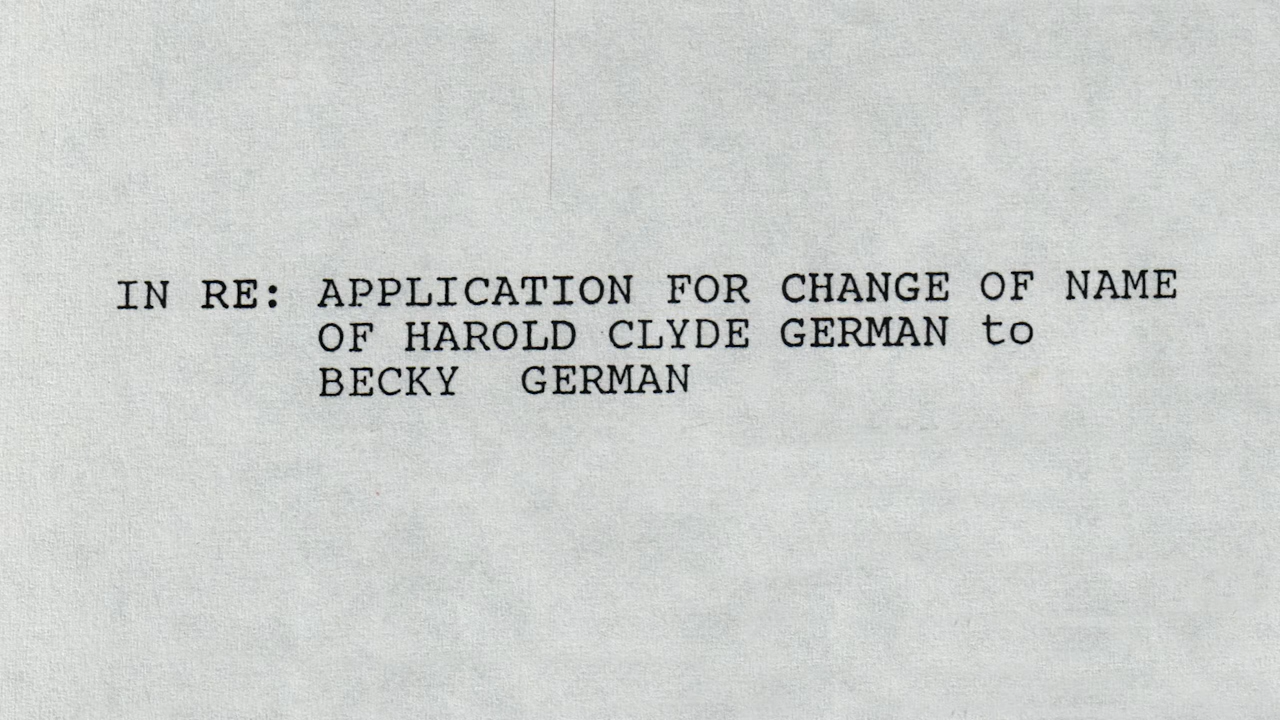 IN RE: APPLICATION FOR CHANGE OF NAME
OF HAROLD CLYDE GERMAN to
BECKY GERMAN